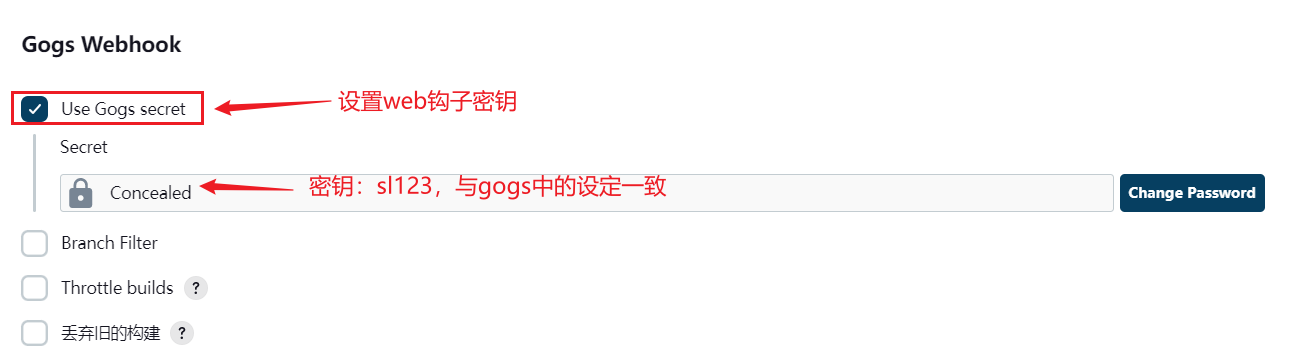 Gogs Webhook
Use Gogs secret
设置web钩子密钥
Secret
Concealed
密钥：sl123，与gogs中的设定一致
Change Password
Branch Filter
Throttle builds ?
丢弃旧的构建 ?